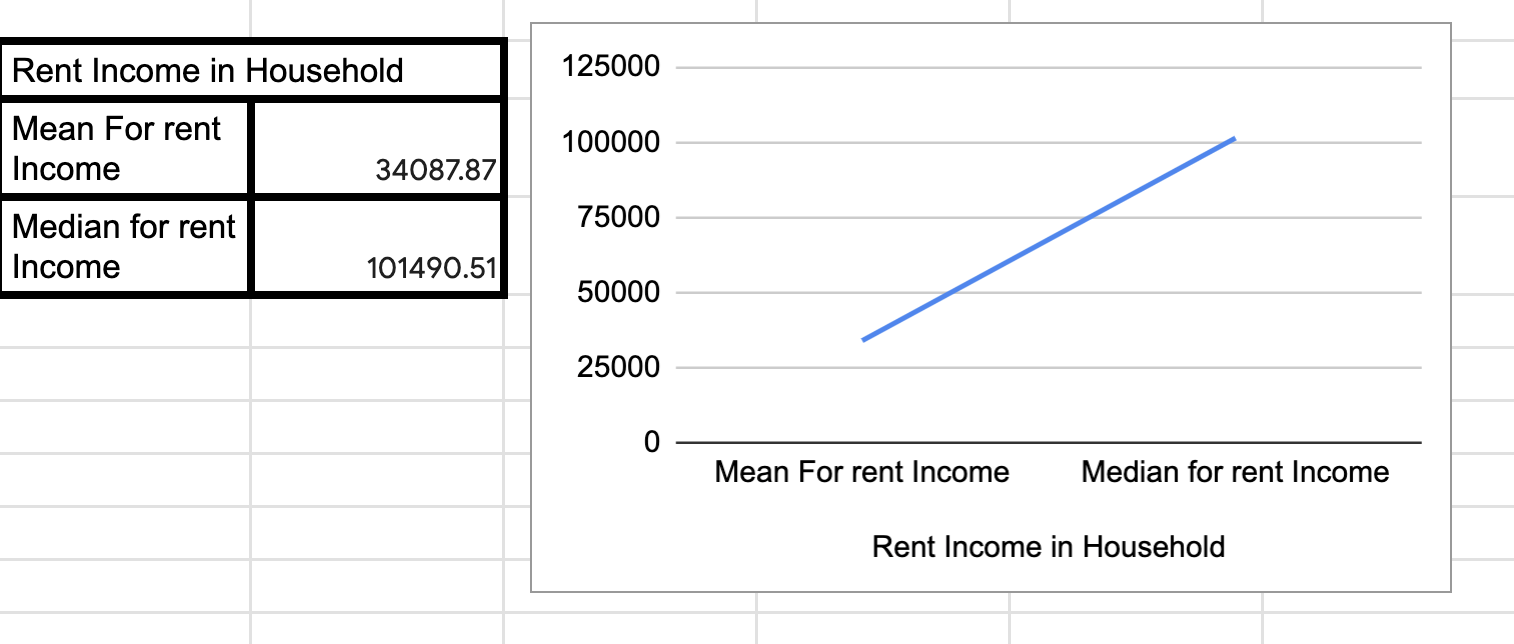 Rent Income in Household
Mean For rent
Income
34087.87
Median for rent
Income
101490.51
125000
100000
75000
50000
25000
0
Mean For rent Income
Median for rent Income
Rent Income in Household